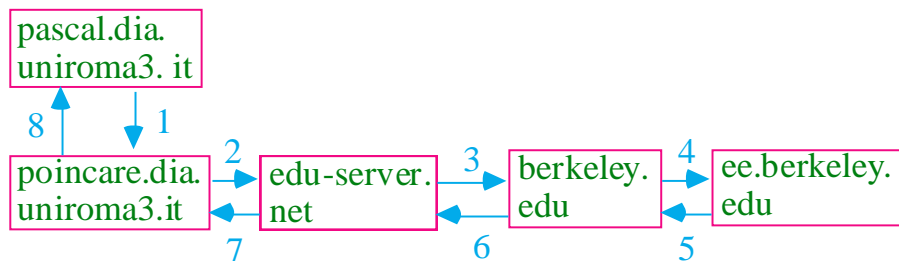 pascal.dia.
uniroma3. it
8
1
poincare.dia.
uniroma3.it
2
7
edu-server.
net
3
6
berkeley.
edu
4
5
ee.berkeley.
edu